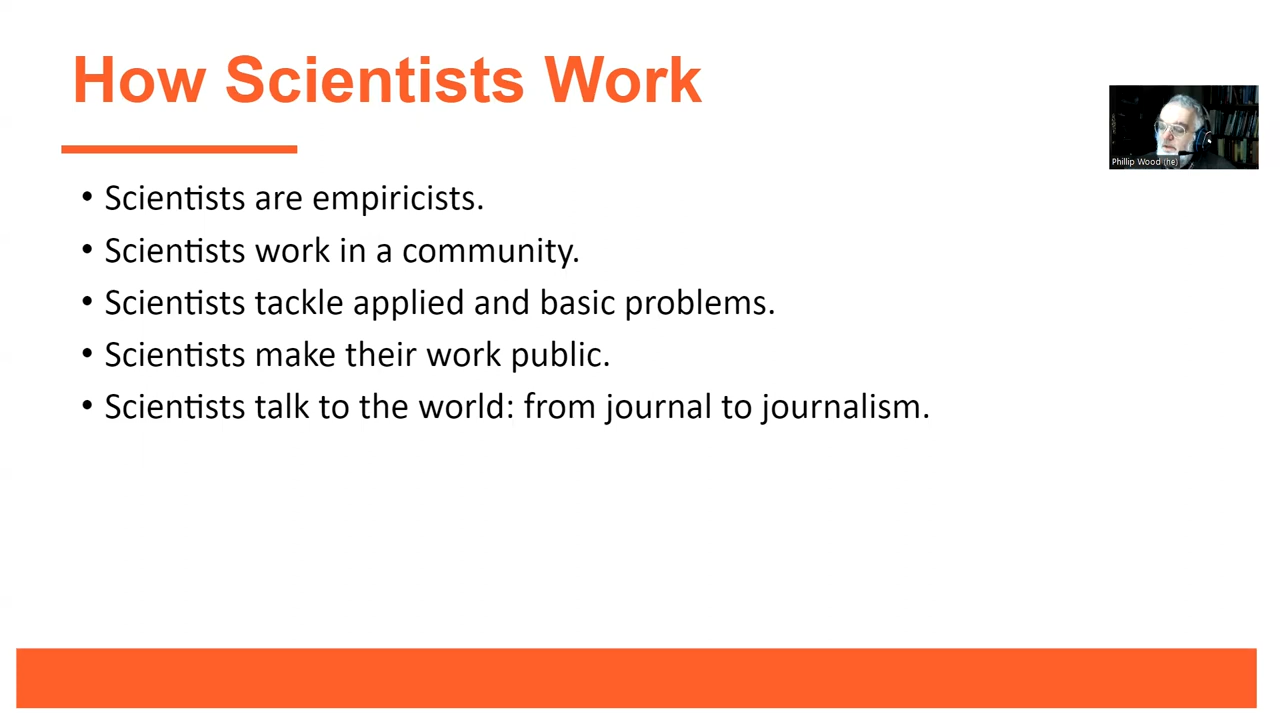 How Scientists Work
Phillip Wood (he)
• Scientists are empiricists.
• Scientists work in a community.
• Scientists tackle applied and basic problems.
• Scientists make their work public.
• Scientists talk to the world: from journal to journalism.